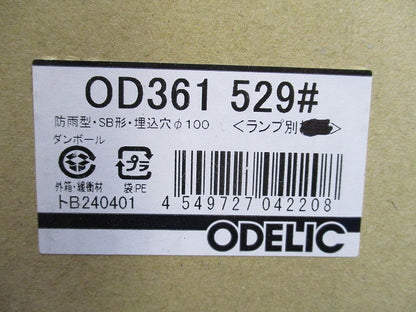 OD361 529#
防雨型・SB形・埋込穴φ100 <ランプ別
ダンボール
プラ
外箱・緩衝材 袋PE
トB240401 4 549727 042208
ODELIC